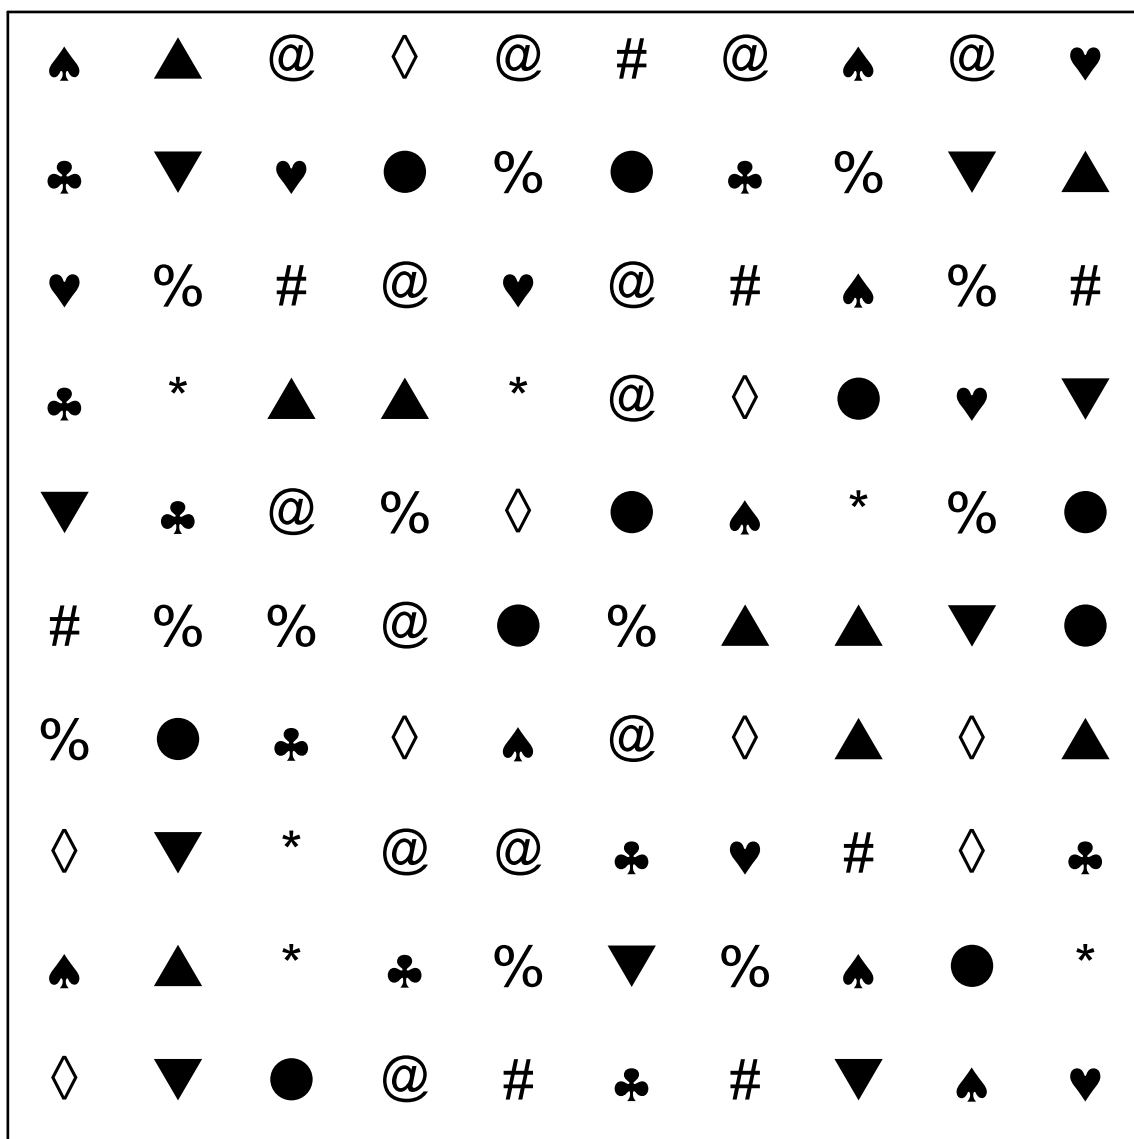 ♠ ▲ @ ◊ @ # @ ♠ @ ♥
♣ ▼ ♥ ● % ● ♣ % ▼ ▲
♥ % # @ ♥ @ # ♠ % #
♣ * ▲ ▲ * @ ◊ ● ♥ ▼
▼ ♣ @ % ◊ ● ♠ * % ●
# % % @ ● % ▲ ▲ ▼ ●
% ● ♣ ◊ ♠ @ ◊ ▲ ◊ ▲
◊ ▼ * @ @ ♣ ♥ # ◊ ♣
♠ ▲ * ♣ % ▼ % ♠ ● *
◊ ▼ ● @ # ♣ # ▼ ♠ ♥